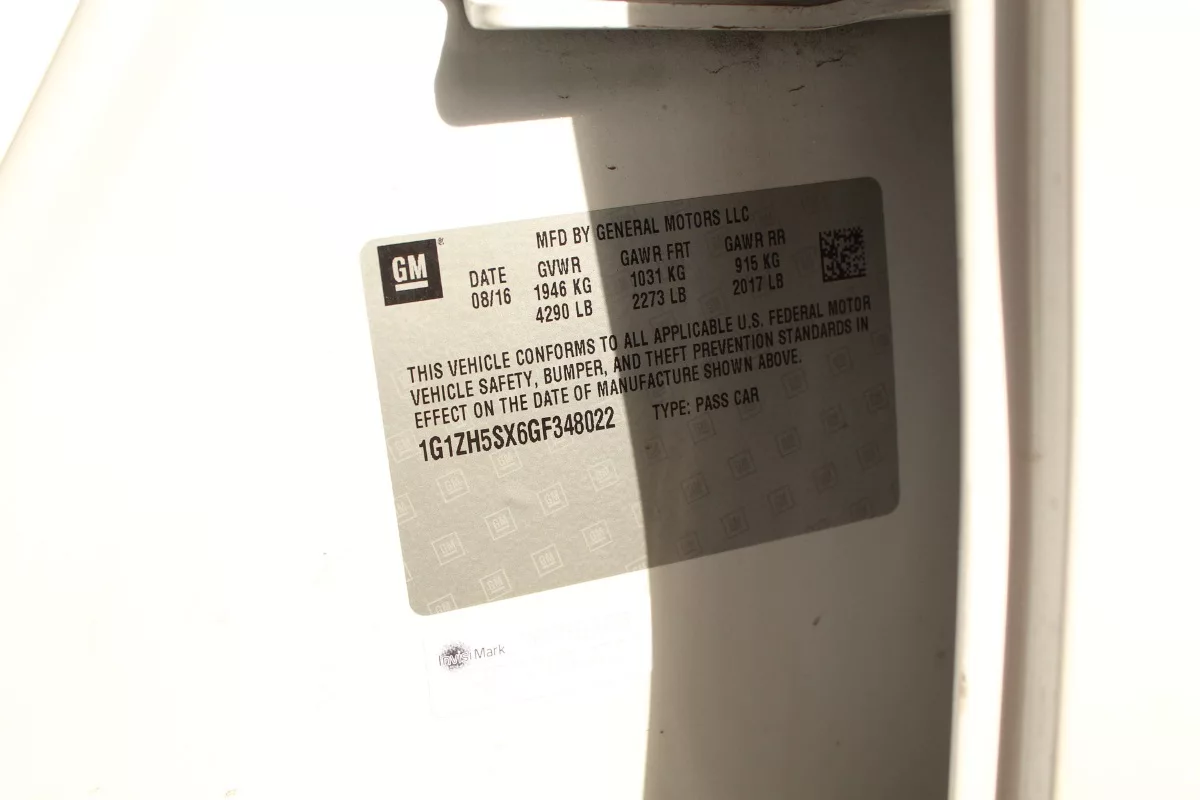 GM®
MFD BY GENERAL MOTORS LLC
DATE GVWR GAWR FRT GAWR RR
08/16 1946 KG 1031 KG 915 KG
4290 LB 2273 LB 2017 LB
THIS VEHICLE CONFORMS TO ALL APPLICABLE U.S. FEDERAL MOTOR
VEHICLE SAFETY, BUMPER, AND THEFT PREVENTION STANDARDS IN
EFFECT ON THE DATE OF MANUFACTURE SHOWN ABOVE.
1G1ZH5SX6GF348022 TYPE: PASS CAR
Mark